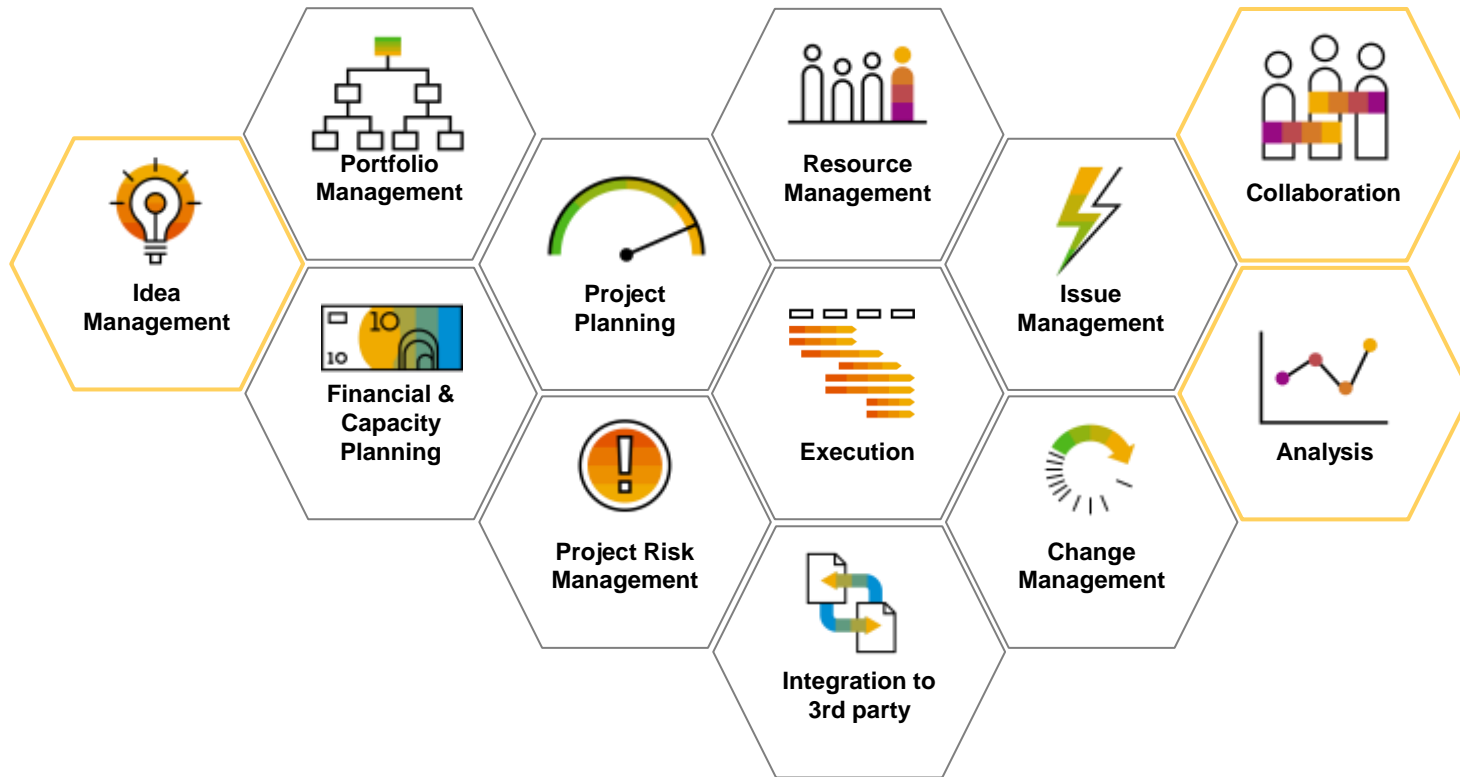 Portfolio
Management
Resource
Management
Collaboration
Idea
Management
Project
Planning
Issue
Management
10
10
Financial &
Capacity
Planning
Execution
Analysis
Project Risk
Management
Change
Management
Integration to
3rd party